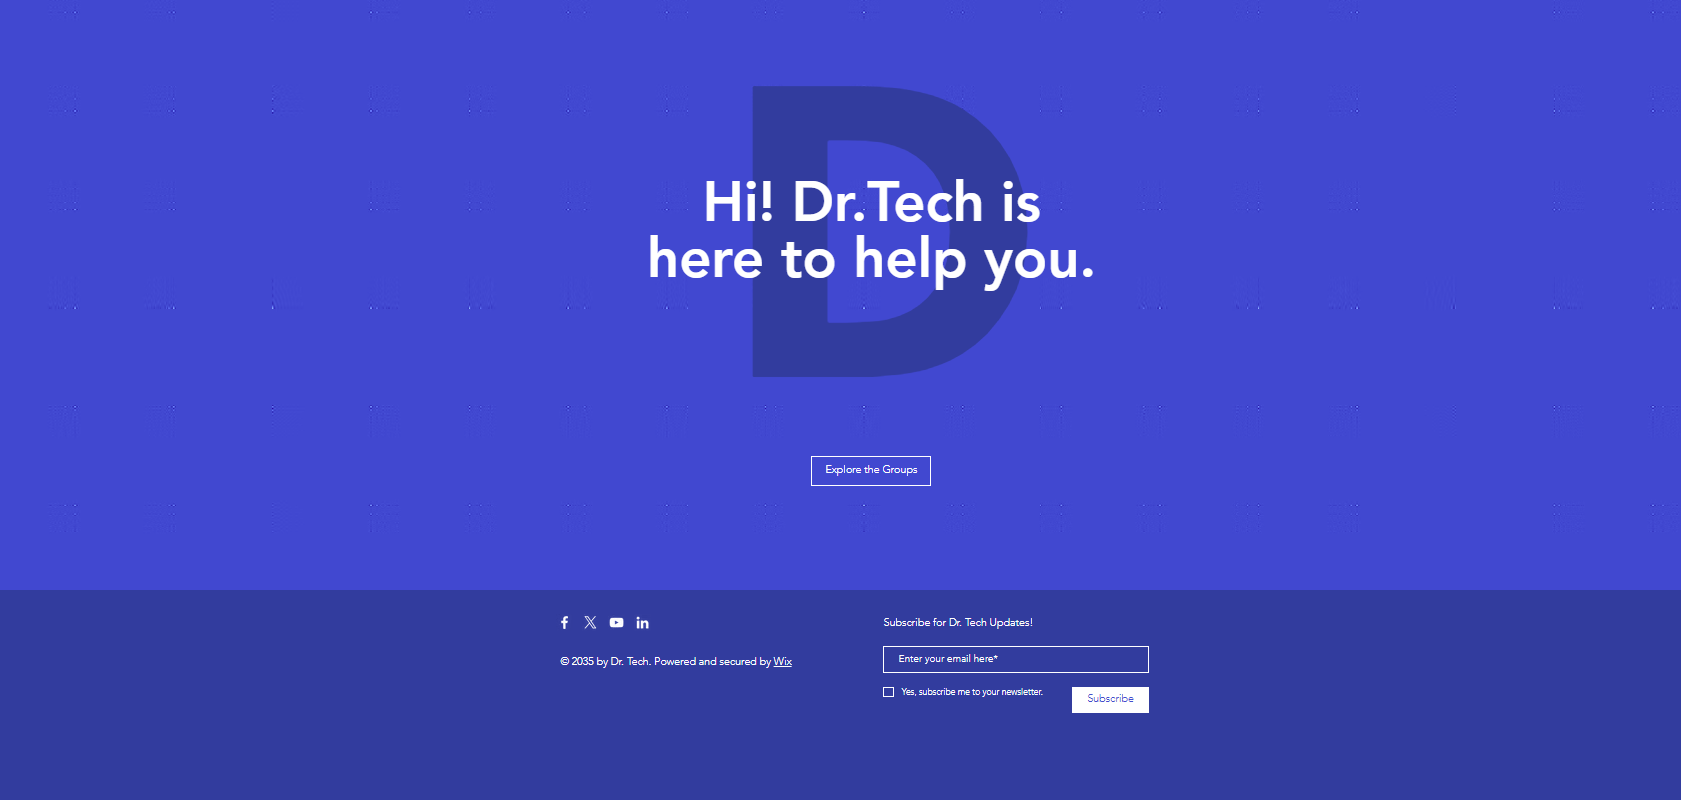 D
Hi! Dr.Tech is
here to help you.
Explore the Groups
© 2035 by Dr. Tech. Powered and secured by Wix
Subscribe for Dr. Tech Updates!
Enter your email here*
Yes, subscribe me to your newsletter.
Subscribe